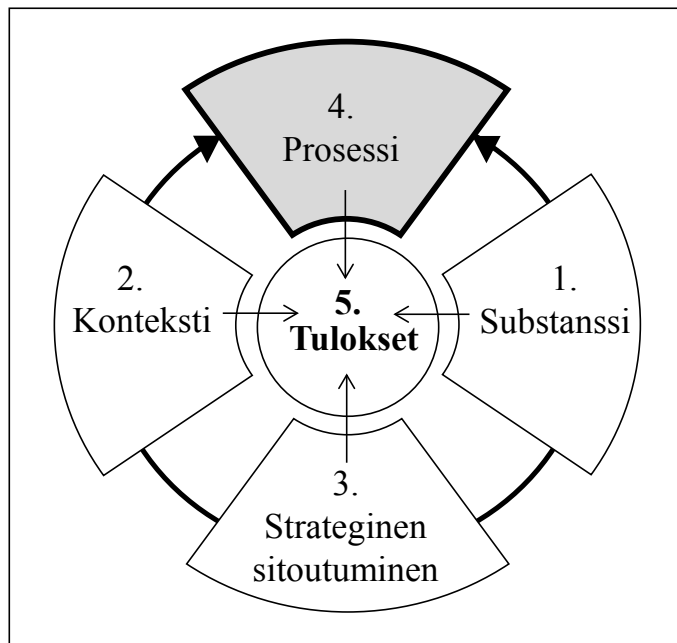 4.
Prosessi
2.
Konteksti
5.
Tulokset
1.
Substanssi
3.
Strateginen
sitoutuminen